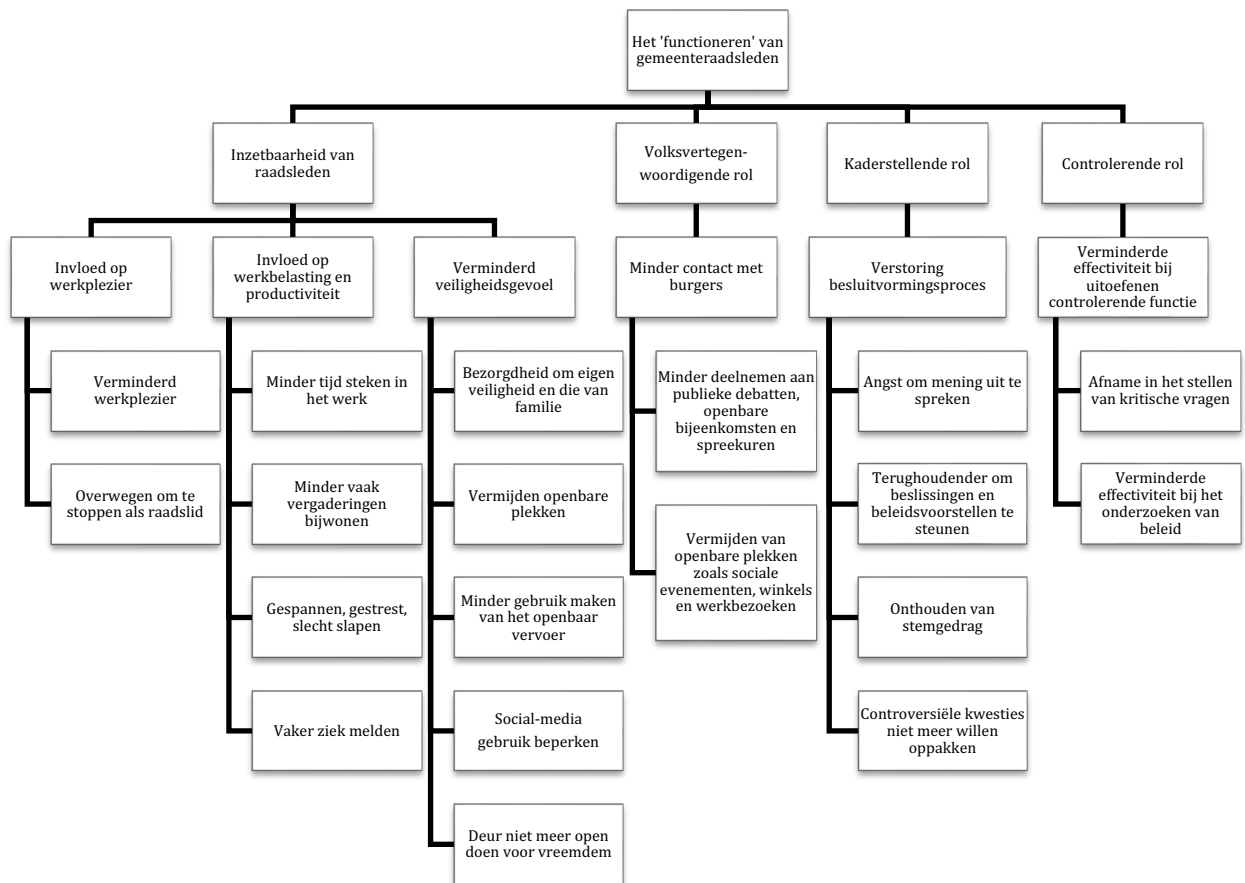 Het 'functioneren' van
gemeenteraadsleden
Inzetbaarheid van
raadsleden
Volksvertegen-
woordigende rol
Kaderstellende rol
Controlerende rol
Invloed op
werkplezier
Invloed op
werkbelasting en
productiviteit
Verminderd
veiligheidsgevoel
Minder contact met
burgers
Verstoring
besluitvormingsproces
Verminderde
effectiviteit bij
uitoefenen
controlerende functie
Verminderd
werkplezier
Overwegen om te
stoppen als raadslid
Minder tijd steken in
het werk
Minder vaak
vergaderingen
bijwonen
Gespannen, gestrest,
slecht slapen
Vaker ziek melden
Bezorgdheid om eigen
veiligheid en die van
familie
Vermijden openbare
plekken
Minder gebruik maken
van het openbaar
vervoer
Social-media
gebruik beperken
Deur niet meer open
doen voor vreemdem
Minder deelnemen aan
publieke debatten,
openbare
bijeenkomsten en
spreekuren
Vermijden van
openbare plekken
zoals sociale
evenementen, winkels
en werkbezoeken
Angst om mening uit te
spreken
Terughoudender om
beslissingen en
beleidsvoorstellen te
steunen
Onthouden van
stemgedrag
Controversiële kwesties
niet meer willen
oppakken
Afname in het stellen
van kritische vragen
Verminderde
effectiviteit bij het
onderzoeken van
beleid